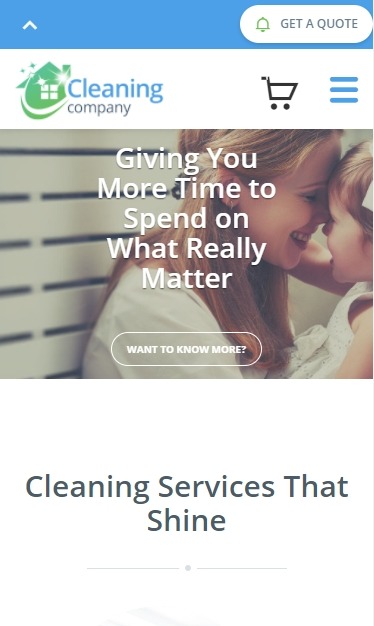 GET A QUOTE
Cleaning
company
Giving You
More Time to
Spend on
What Really
Matter
WANT TO KNOW MORE?
Cleaning Services That
Shine